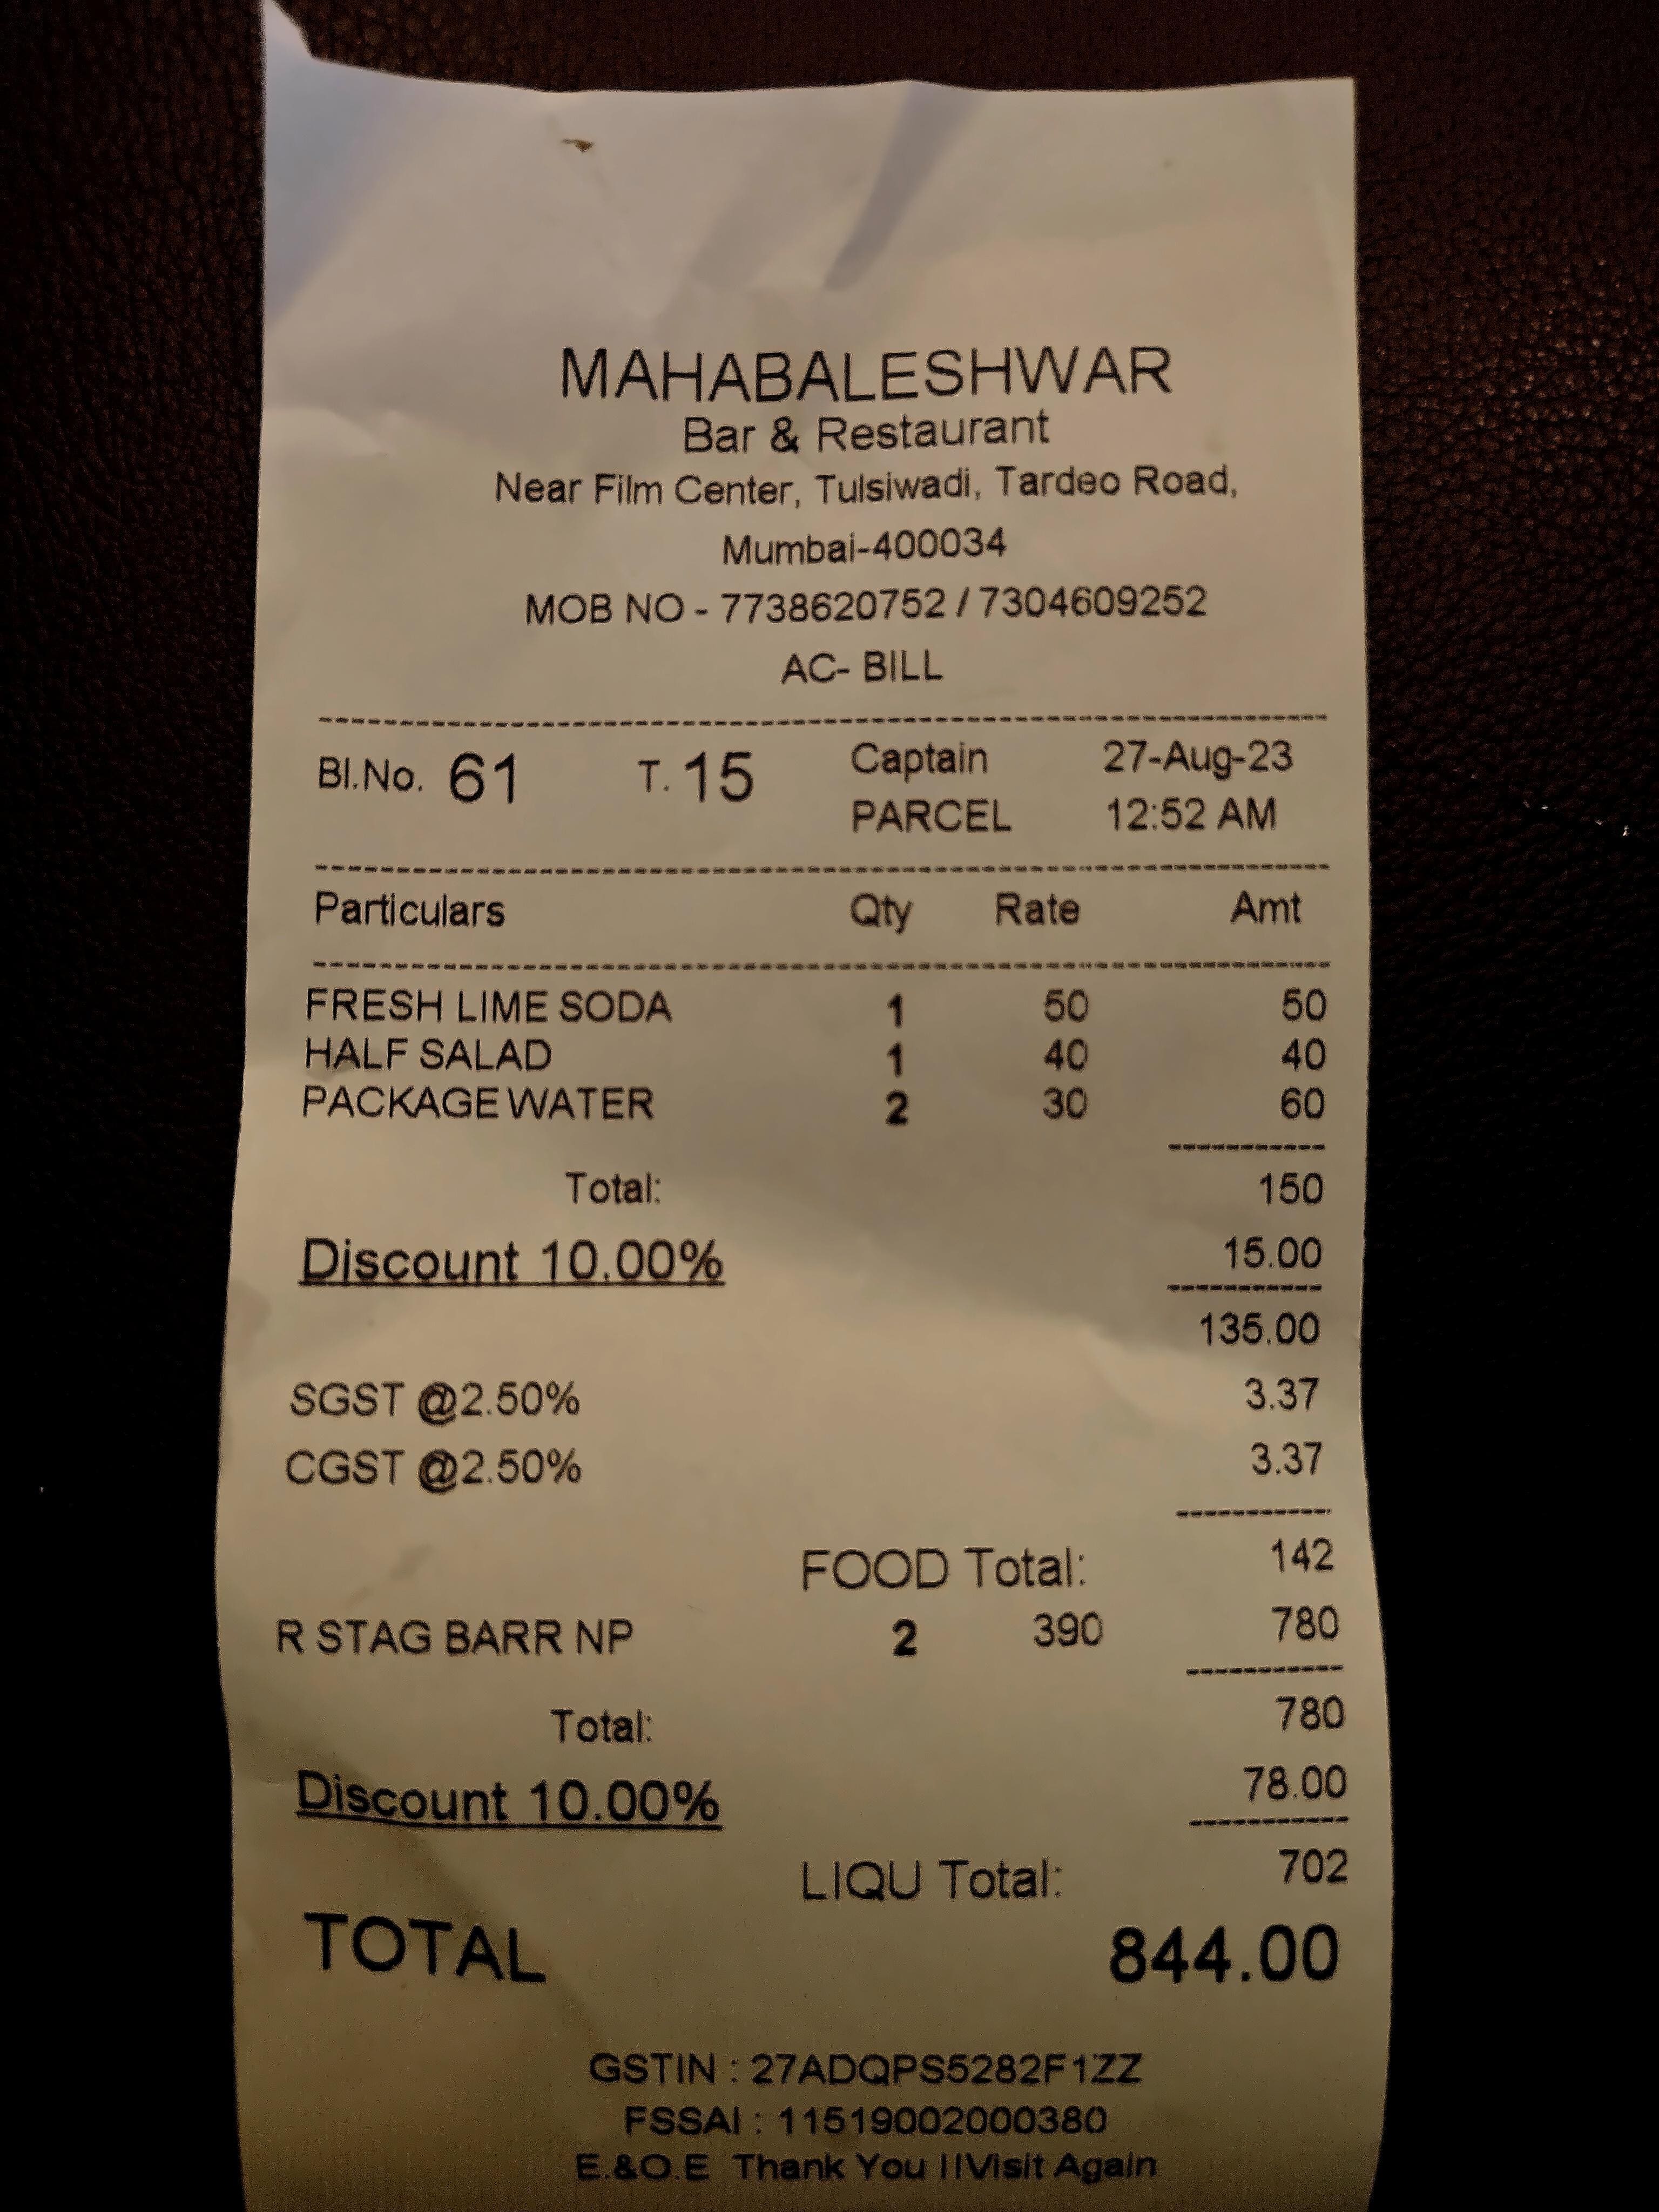 MAHABALESHWAR
Bar & Restaurant
Near Film Center, Tulsiwadi, Tardeo Road,
Mumbai-400034
MOB NO - 7738620752 / 7304609252
AC- BILL
Bl.No. 61 T. 15 Captain 27-Aug-23
PARCEL 12:52 AM
Particulars Qty Rate Amt
FRESH LIME SODA 1 50 50
HALF SALAD 1 40 40
PACKAGE WATER 2 30 60
Total: 150
Discount 10.00% 15.00
135.00
SGST @2.50% 3.37
CGST @2.50% 3.37
FOOD Total: 142
R STAG BARR NP 2 390 780
Total: 780
Discount 10.00% 78.00
LIQU Total: 702
TOTAL 844.00
GSTIN : 27ADQPS5282F1ZZ
FSSAI : 11519002000380
E.&O.E Thank You !!Visit Again